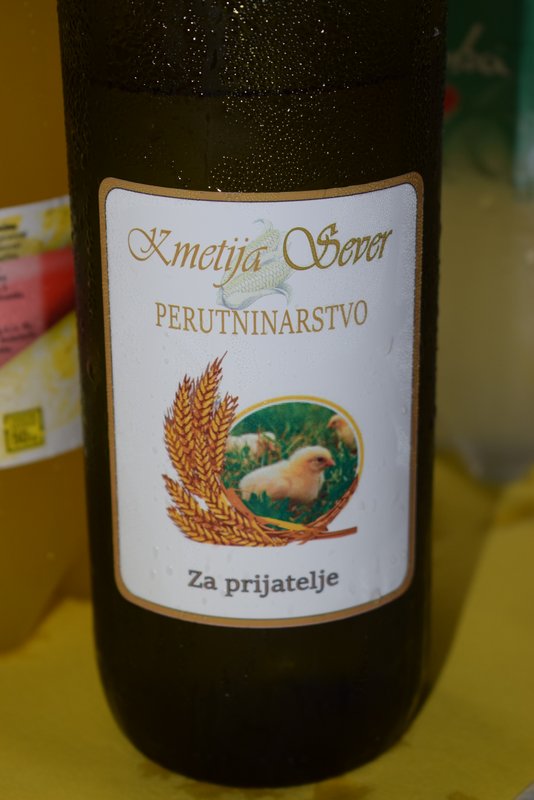 Kmetija Sever
PERUTNINARSTVO
Za prijatelje